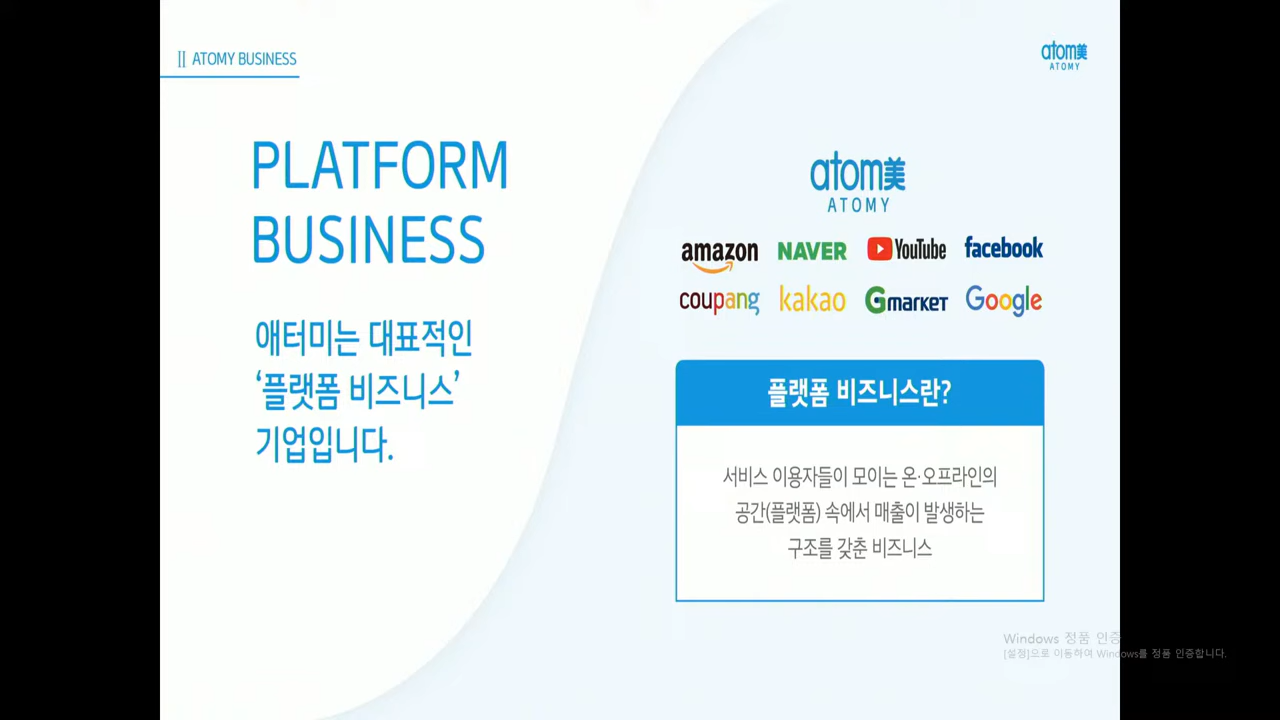 Ⅱ ATOMY BUSINESS
atom美
ATOMY
PLATFORM
BUSINESS
애터미는 대표적인
‘플랫폼 비즈니스’
기업입니다.
atom美
ATOMY
amazon NAVER YouTube facebook
coupang kakao Gmarket Google
플랫폼 비즈니스란?
서비스 이용자들이 모이는 온·오프라인의
공간(플랫폼) 속에서 매출이 발생하는
구조를 갖춘 비즈니스
Windows 정품 인증
[설정]으로 이동하여 Windows를 정품 인증합니다.